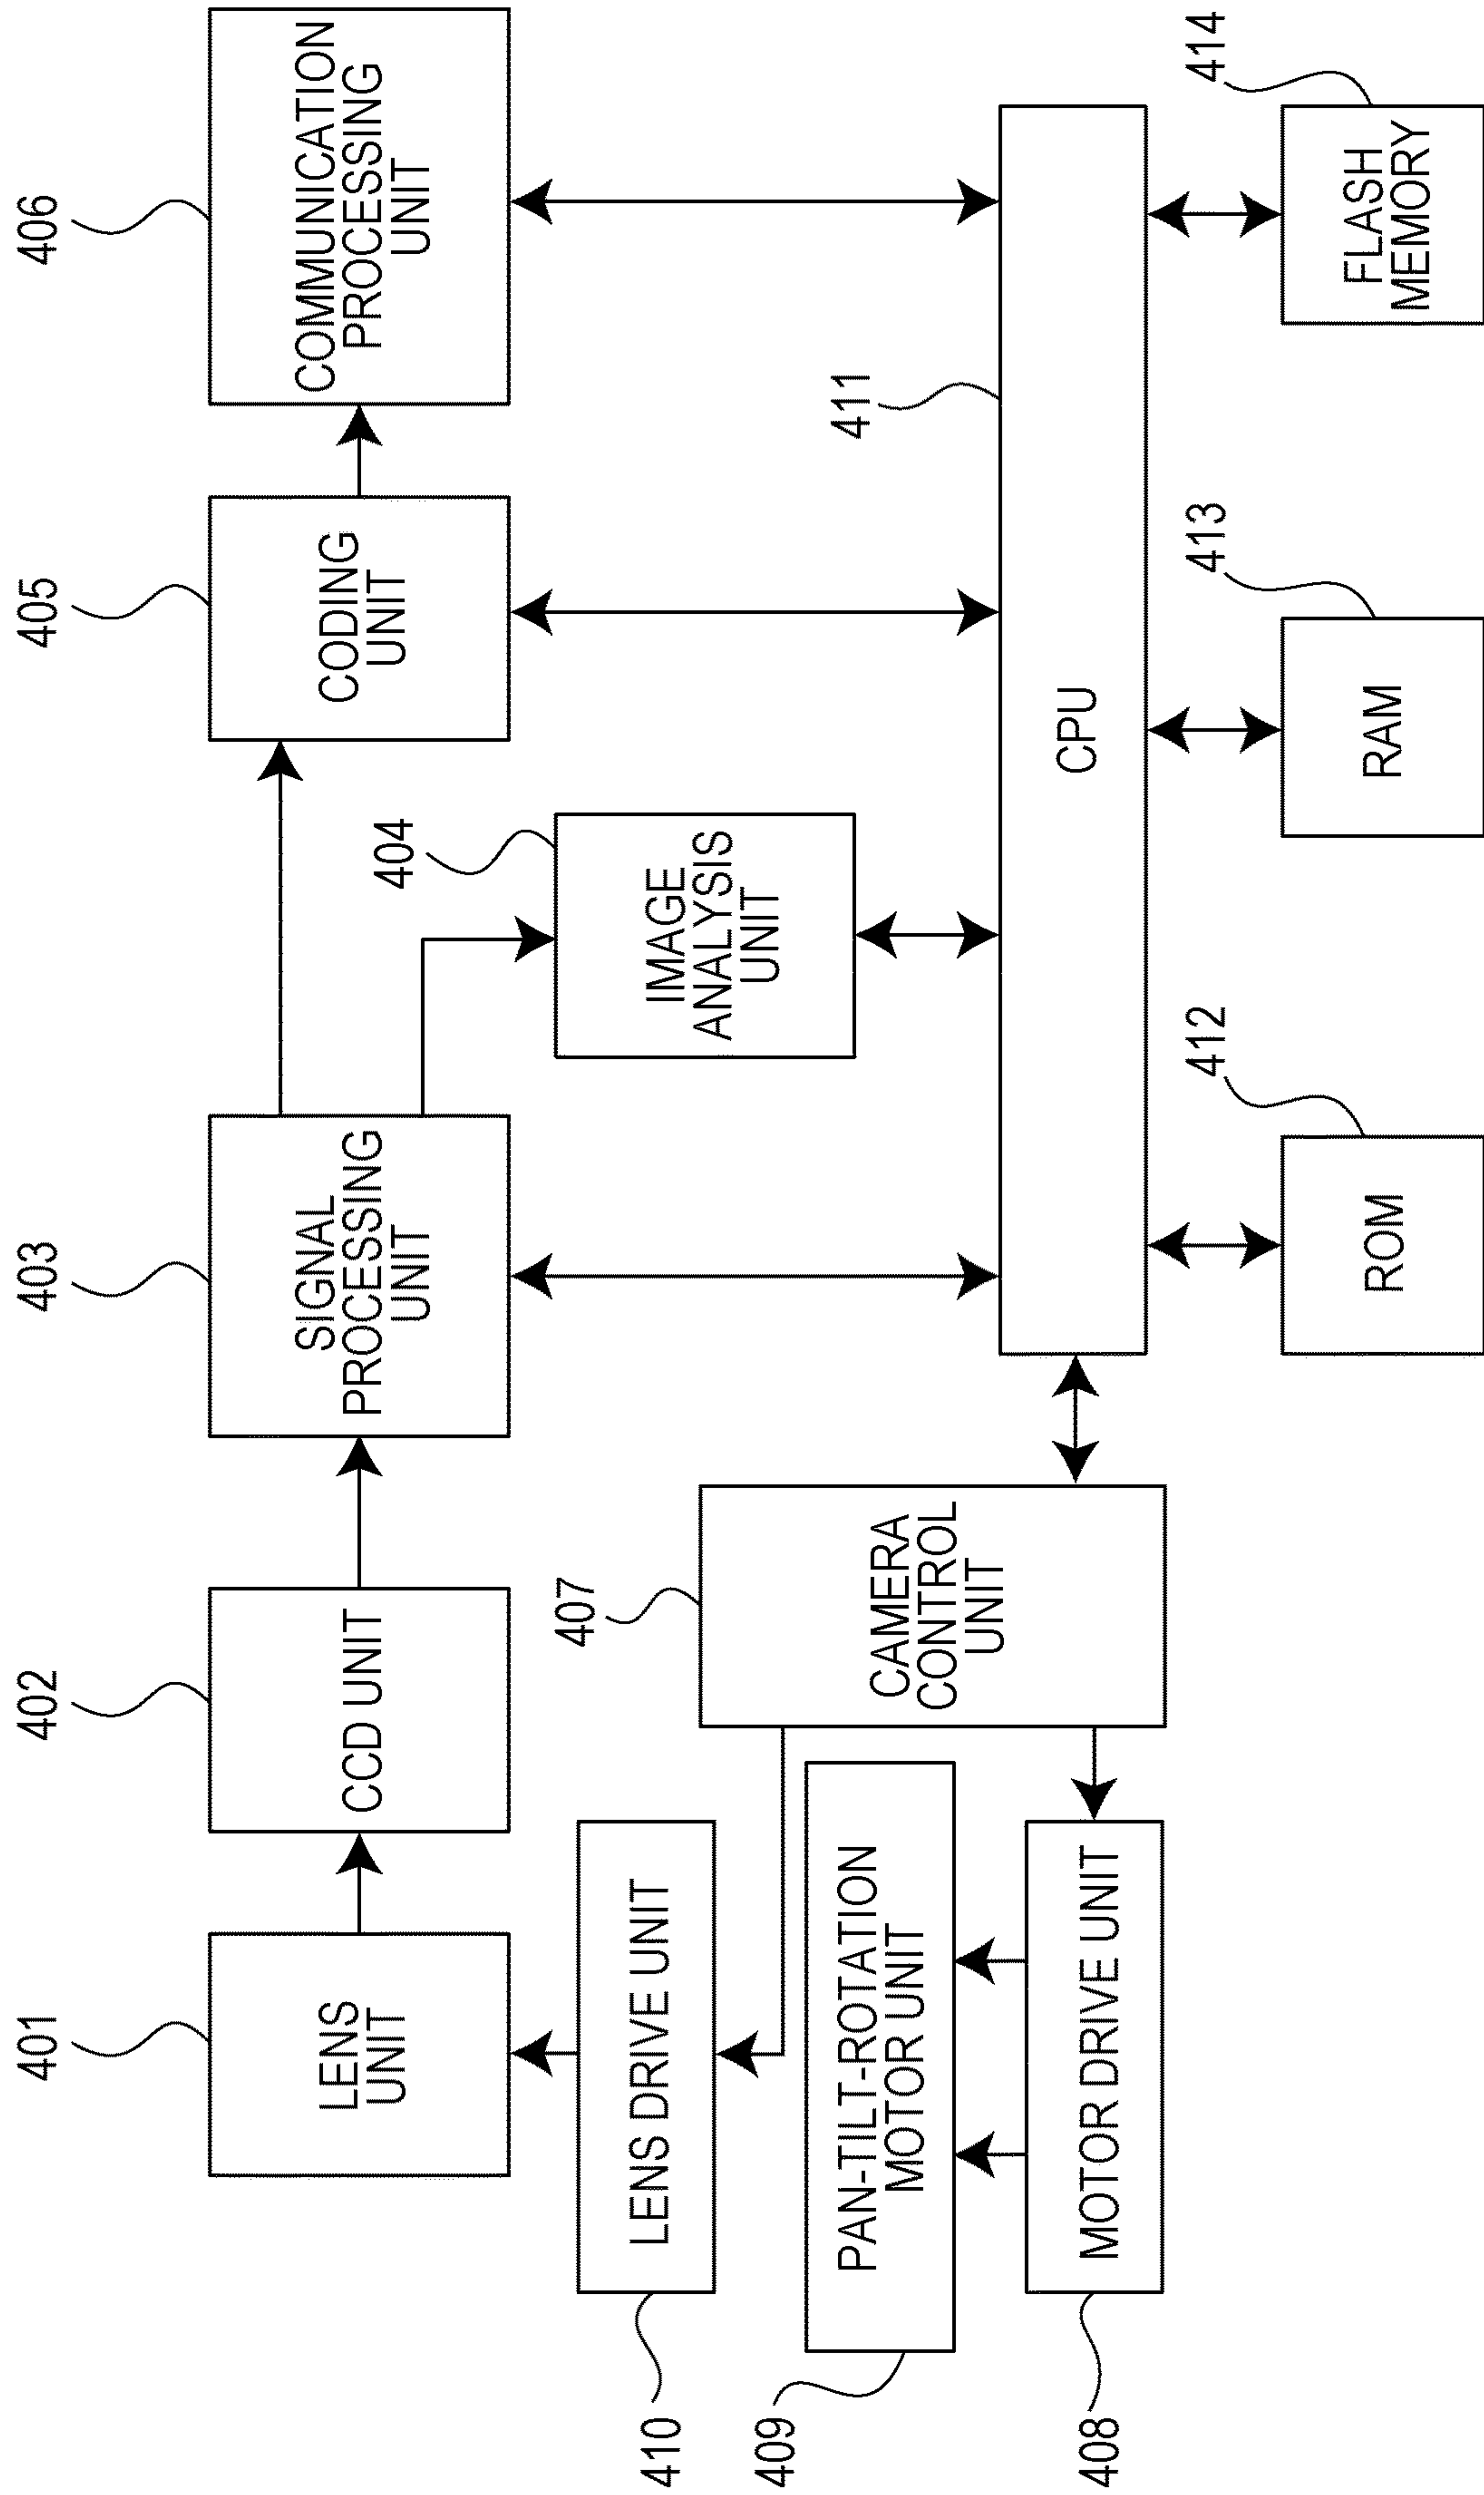 401
LENS
UNIT
402
CCD UNIT
403
SIGNAL
PROCESSING
UNIT
405
CODING
UNIT
406
COMMUNICATION
PROCESSING
UNIT
404
IMAGE
ANALYSIS
UNIT
410
LENS DRIVE UNIT
409
PAN-TILT-ROTATION
MOTOR UNIT
408
MOTOR DRIVE UNIT
407
CAMERA
CONTROL
UNIT
411
CPU
412
ROM
413
RAM
414
FLASH
MEMORY